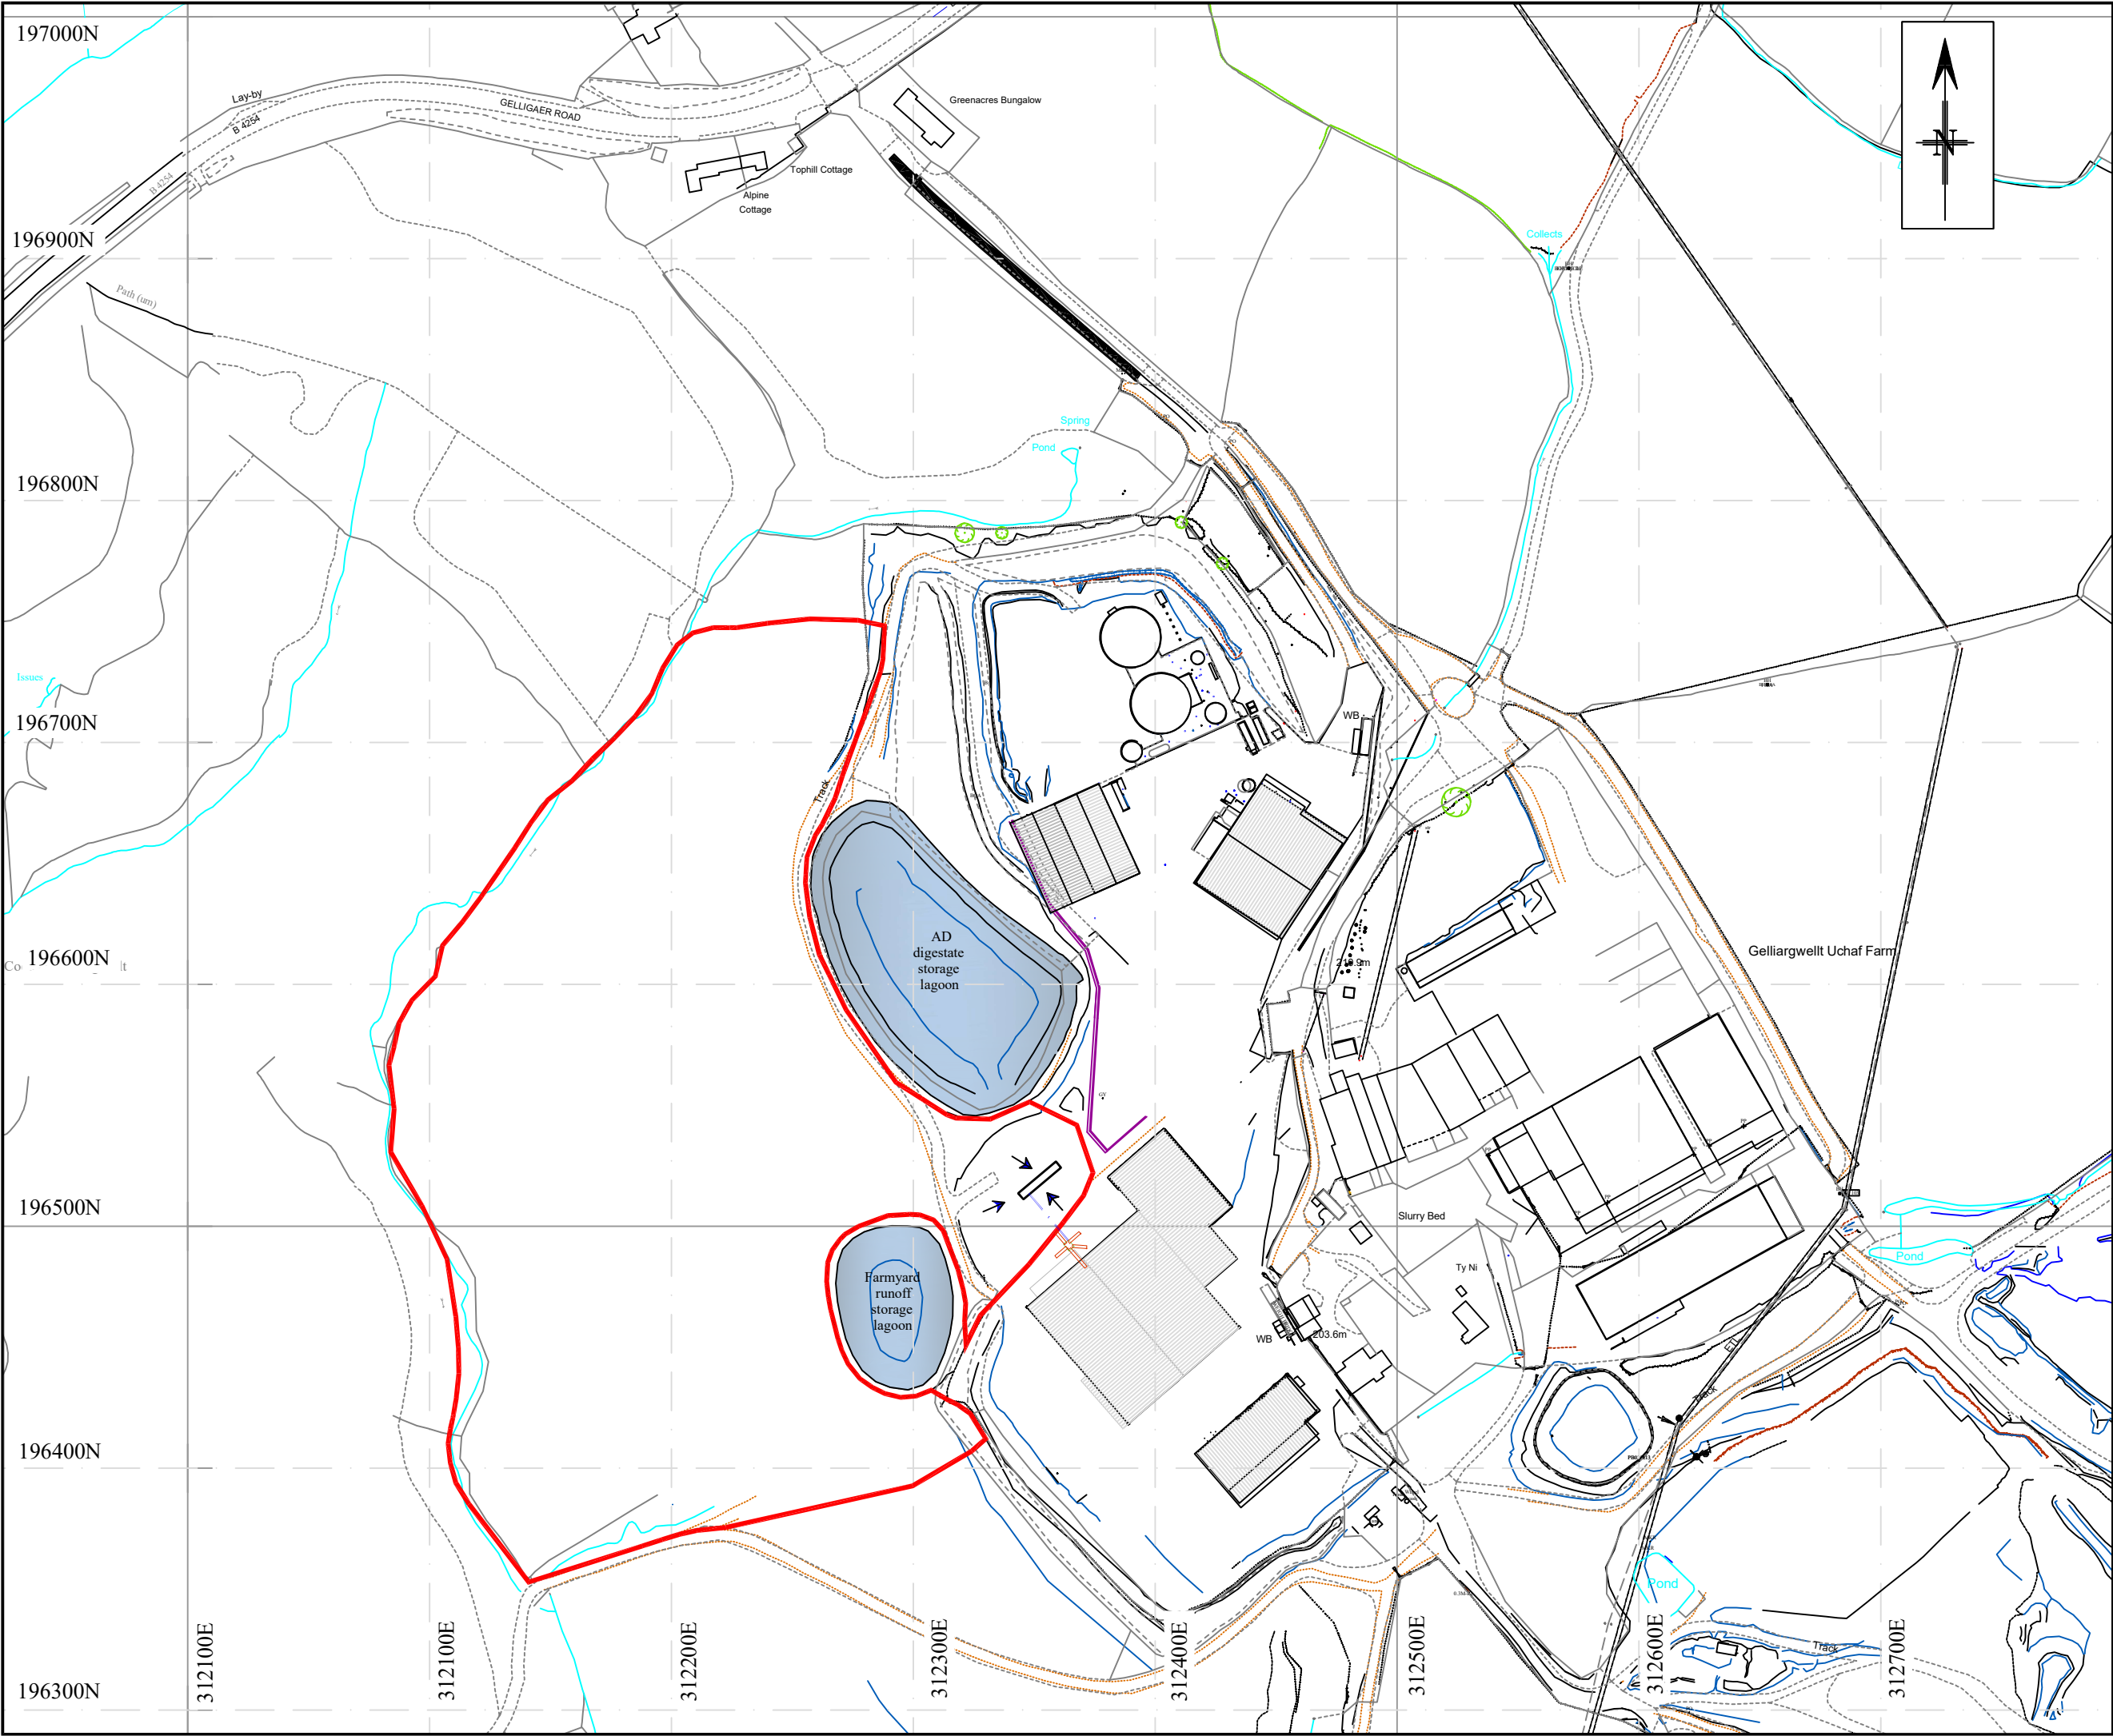 197000N
Lay-by
B 4254
GELLIGAER ROAD
Greenacres Bungalow
Tophill Cottage
Alpine
Cottage
B 4254
N
196900N
Collects
Path (um)
Spring
Pond
196800N
Issues
196700N
WB
Track
AD
digestate
storage
lagoon
196600N
Gelliargwellt Uchaf Farm
GV
196500N
Slurry Bed
Pond
Ty Ni
Farmyard
runoff
storage
lagoon
WB
203.6m
El
Track
196400N
Pond
Track
196300N
312100E
312100E
312200E
312300E
312400E
312500E
312600E
312700E